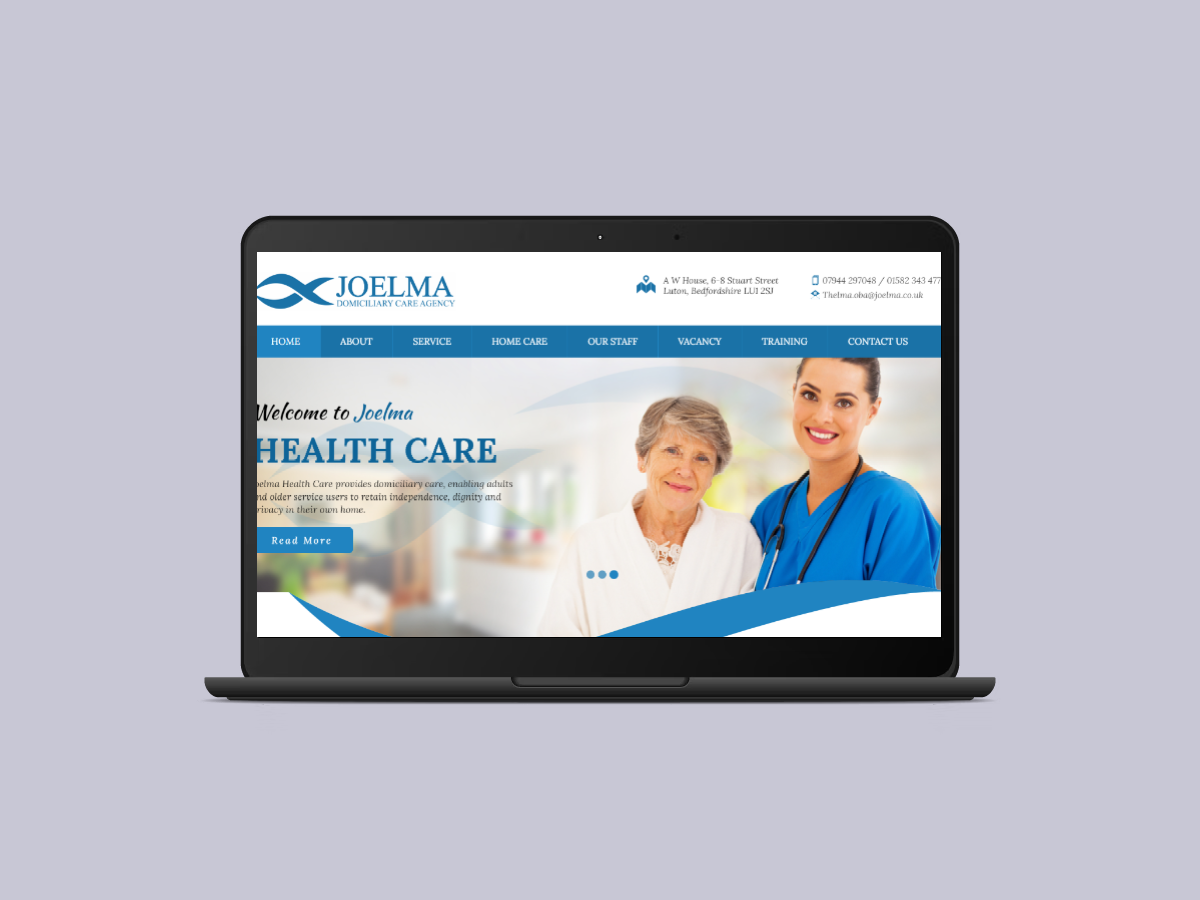 JOELMA
DOMICILIARY CARE AGENCY
A W House, 6-8 Stuart Street
Luton, Bedfordshire LU1 2SJ
07944 297048 / 01582 343 477
Thelma.oba@joelma.co.uk
HOME ABOUT SERVICE HOME CARE OUR STAFF VACANCY TRAINING CONTACT US
Welcome to Joelma
HEALTH CARE
oelma Health Care provides domiciliary care, enabling adults
nd older service users to retain independence, dignity and
rivacy in their own home.
Read More